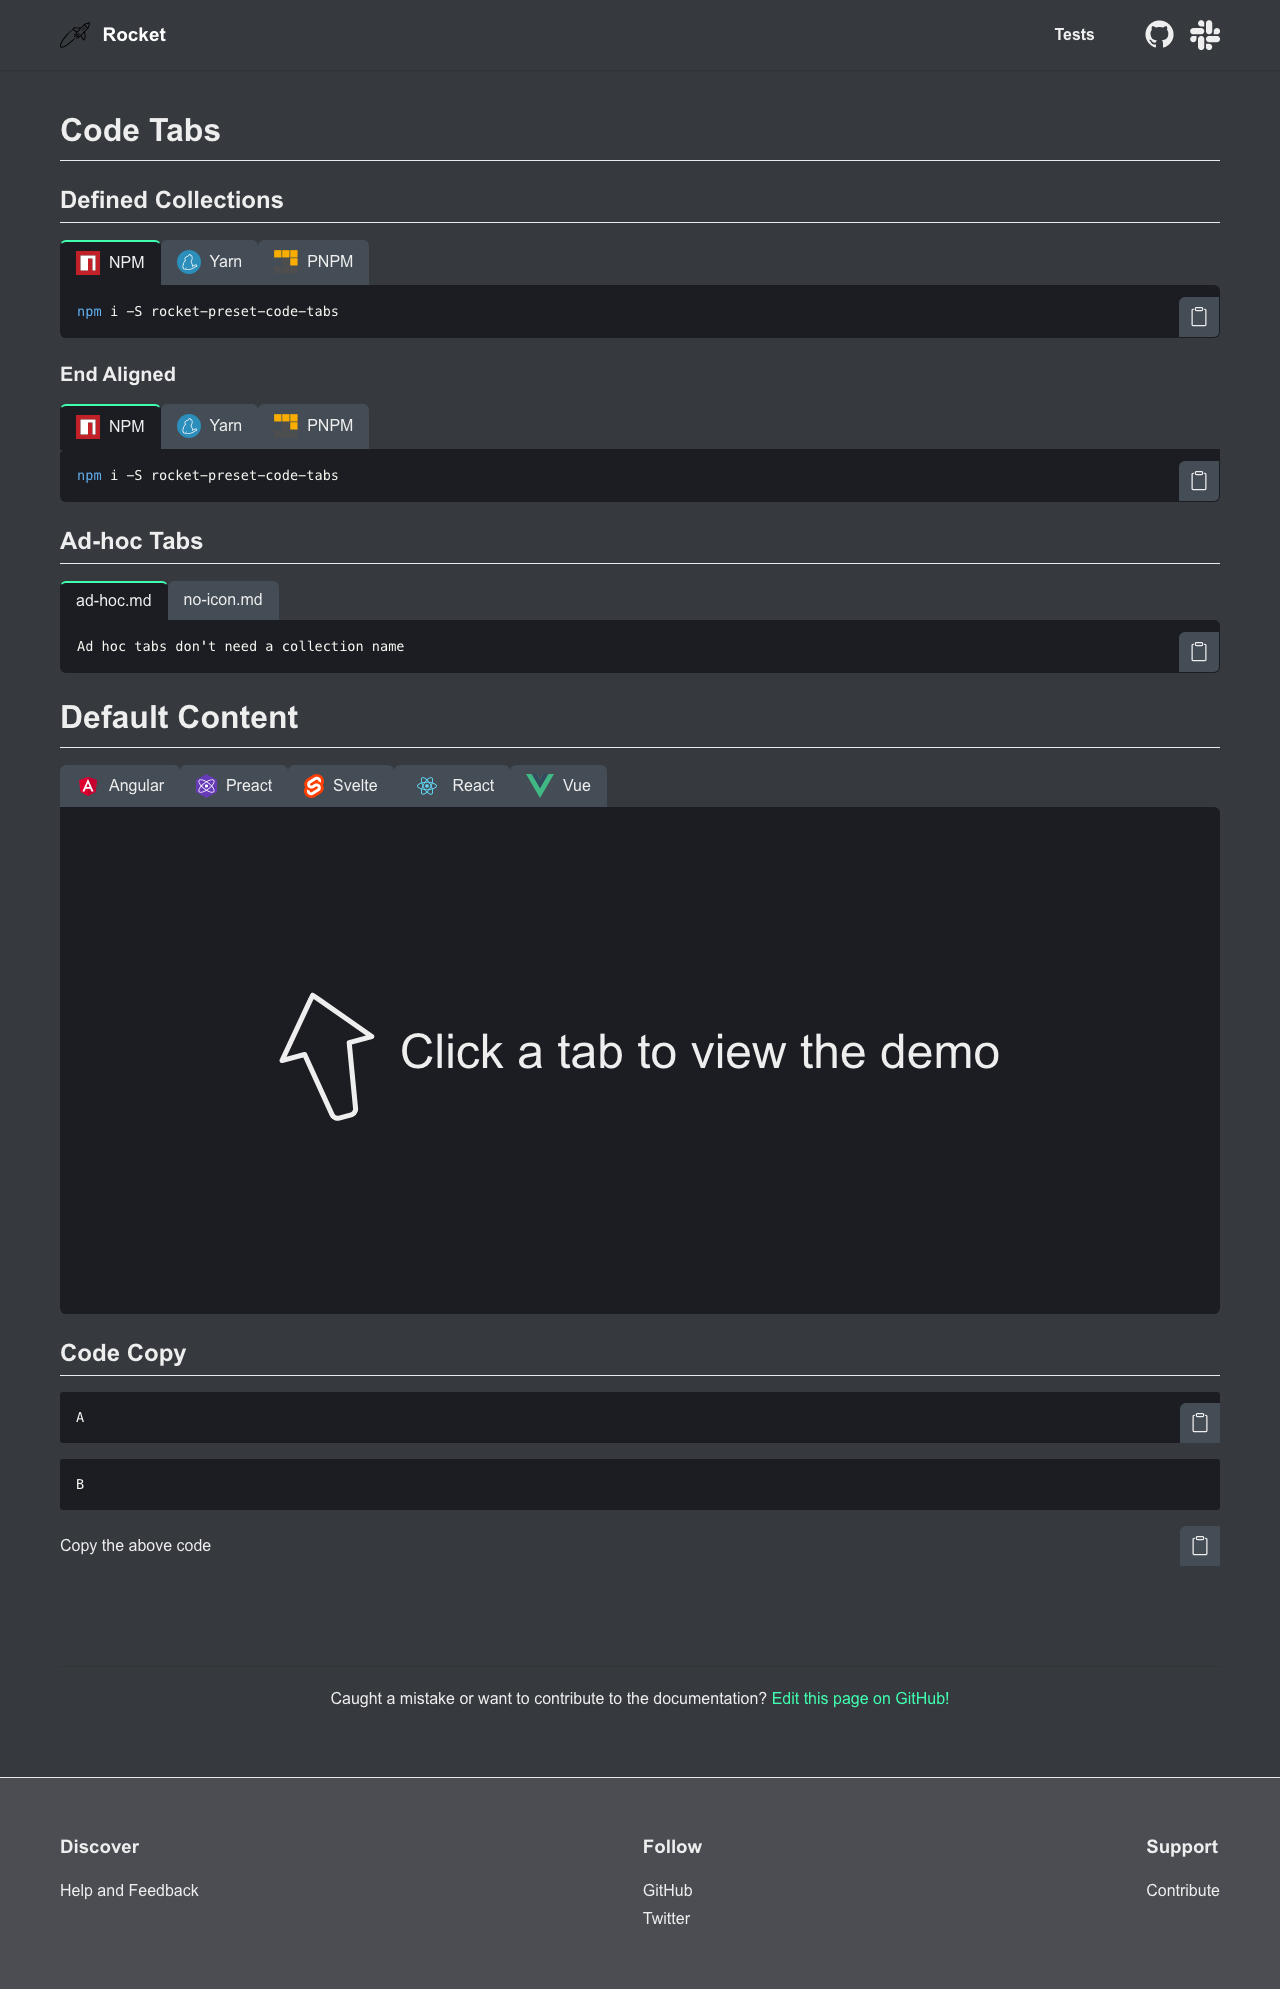 Rocket
Tests
Code Tabs
Defined Collections
NPM
Yarn
PNPM
npm i -S rocket-preset-code-tabs
End Aligned
NPM
Yarn
PNPM
npm i -S rocket-preset-code-tabs
Ad-hoc Tabs
ad-hoc.md
no-icon.md
Ad hoc tabs don't need a collection name
Default Content
Angular
Preact
Svelte
React
Vue
Click a tab to view the demo
Code Copy
A
B
Copy the above code
Caught a mistake or want to contribute to the documentation? Edit this page on GitHub!
Discover
Help and Feedback
Follow
GitHub
Twitter
Support
Contribute